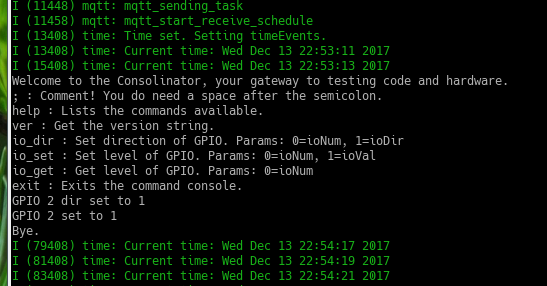 I (11448) mqtt: mqtt_sending_task
I (11458) mqtt: mqtt_start_receive_schedule
I (13408) time: Time set. Setting timeEvents.
I (13408) time: Current time: Wed Dec 13 22:53:11 2017
I (15408) time: Current time: Wed Dec 13 22:53:13 2017
Welcome to the Consolinator, your gateway to testing code and hardware.
; : Comment! You do need a space after the semicolon.
help : Lists the commands available.
ver : Get the version string.
io_dir : Set direction of GPIO. Params: 0=ioNum, 1=ioDir
io_set : Set level of GPIO. Params: 0=ioNum, 1=ioVal
io_get : Get level of GPIO. Params: 0=ioNum
exit : Exits the command console.
GPIO 2 dir set to 1
GPIO 2 set to 1
Bye.
I (79408) time: Current time: Wed Dec 13 22:54:17 2017
I (81408) time: Current time: Wed Dec 13 22:54:19 2017
I (83408) time: Current time: Wed Dec 13 22:54:21 2017